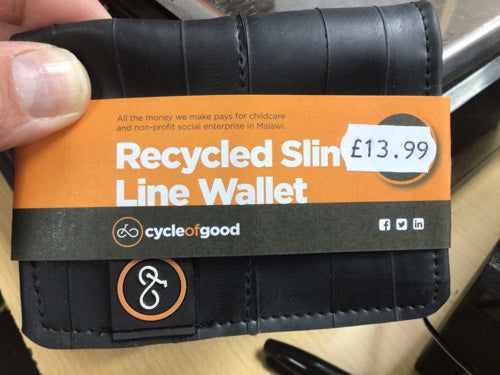 All the money we make pays for childcare
and non-profit social enterprise in Malawi.
Recycled Slim
£13.99
Line Wallet
cycleofgood